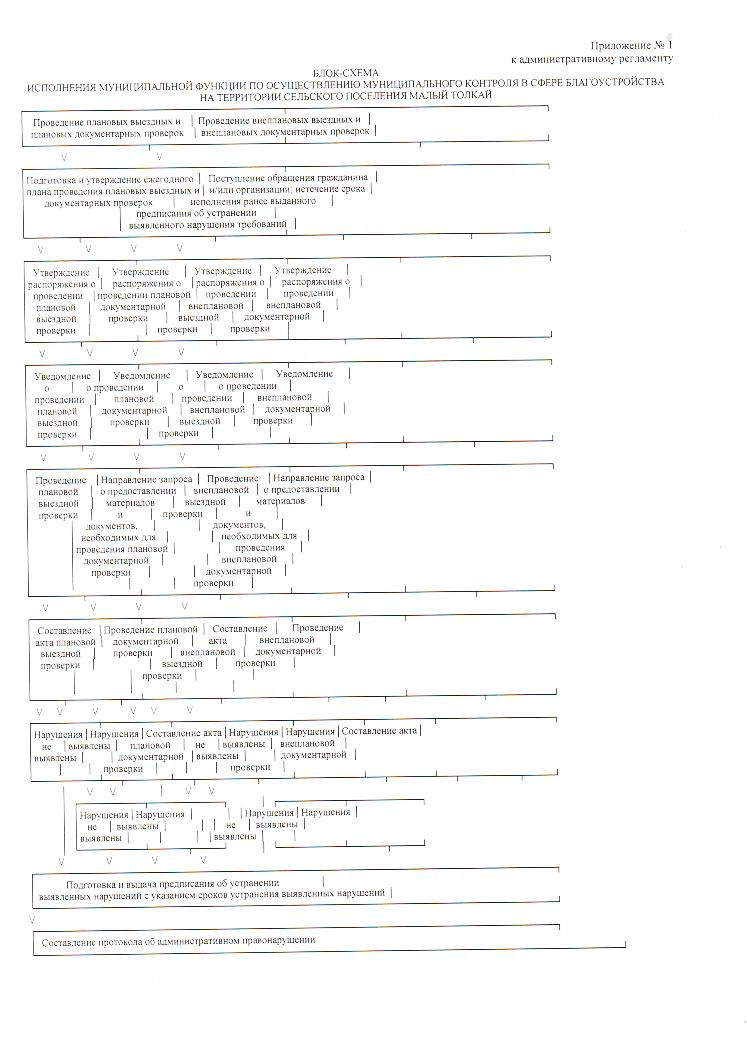 Приложение № 1
к административному регламенту
БЛОК-СХЕМА
ИСПОЛНЕНИЯ МУНИЦИПАЛЬНОЙ ФУНКЦИИ ПО ОСУЩЕСТВЛЕНИЮ МУНИЦИПАЛЬНОГО КОНТРОЛЯ В СФЕРЕ БЛАГОУСТРОЙСТВА
НА ТЕРРИТОРИИ СЕЛЬСКОГО ПОСЕЛЕНИЯ МАЛЫЙ ТОЛКАЙ
Проведение плановых выездных и | Проведение внеплановых выездных и
плановых документарных проверок | внеплановых документарных проверок |
V V
Подготовка и утверждение ежегодного | Поступление обращения гражданина
плана проведения плановых выездных и | и/или организации; истечение срока |
документарных проверок | исполнения ранее выданного |
| предписания об устранении |
| выявленного нарушения требований |
V V V V
Утверждение | Утверждение | Утверждение | Утверждение |
распоряжения о | распоряжения о | распоряжения о | распоряжения о |
проведении | проведении плановой | проведении | проведении |
плановой | документарной | внеплановой | внеплановой |
выездной | проверки | выездной | документарной |
проверки | | проверки | проверки |
V V V V
Уведомление | Уведомление | Уведомление | Уведомление |
о | о проведении | о | о проведении |
проведении | плановой | проведении | внеплановой |
плановой | документарной | внеплановой | документарной |
выездной | проверки | выездной | проверки |
проверки | | проверки | |
V V V V
Проведение | Направление запроса | Проведение | Направление запроса |
плановой | о предоставлении | внеплановой | о предоставлении |
выездной | материалов | выездной | материалов |
проверки | и | проверки | и |
| документов, | | документов, |
| необходимых для | | необходимых для |
| проведения плановой | | проведения |
| документарной | | внеплановой |
| проверки | | документарной |
| | | проверки |
V V V V
Составление | Проведение плановой | Составление | Проведение |
акта плановой | документарной | акта | внеплановой |
выездной | проверки | внеплановой | документарной |
проверки | | выездной | проверки |
| проверки | |
| | | |
V V V V V V
Нарушения | Нарушения | Составление акта | Нарушения | Нарушения | Составление акта |
не | выявлены | плановой | не | выявлены | внеплановой |
выявлены | | документарной | выявлены | | документарной |
| | проверки | | | проверки |
| V V | V V
Нарушения | Нарушения | | Нарушения | Нарушения |
не | выявлены | | | не | выявлены |
выявлены | | | | выявлены | |
V V V V
Подготовка и выдача предписания об устранении |
выявленных нарушений с указанием сроков устранения выявленных нарушений |
V
Составление протокола об административном правонарушении